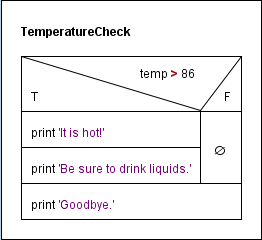 TemperatureCheck
temp > 86
T
F
print 'It is hot!'
∅
print 'Be sure to drink liquids.'
print 'Goodbye.'